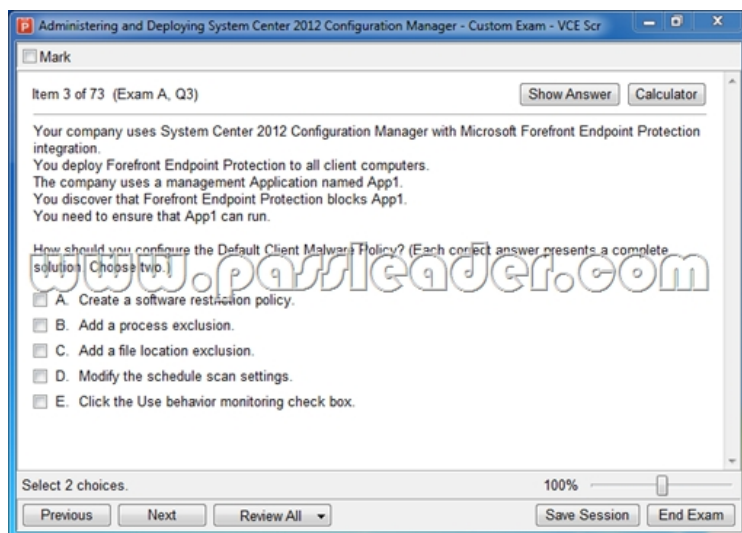 Administering and Deploying System Center 2012 Configuration Manager - Custom Exam - VCE Scr
Mark
Item 3 of 73 (Exam A, Q3)
Show Answer
Calculator
Your company uses System Center 2012 Configuration Manager with Microsoft Forefront Endpoint Protection
integration.
You deploy Forefront Endpoint Protection to all client computers.
The company uses a management Application named App1.
You discover that Forefront Endpoint Protection blocks App1.
You need to ensure that App1 can run.
How should you configure the Default Client Malware Policy? (Each correct answer presents a complete
solution. Choose two.)
www.passleader.com
A. Create a software restriction policy.
B. Add a process exclusion.
C. Add a file location exclusion.
D. Modify the schedule scan settings.
E. Click the Use behavior monitoring check box.
Select 2 choices.
100%
Previous
Next
Review All
Save Session
End Exam